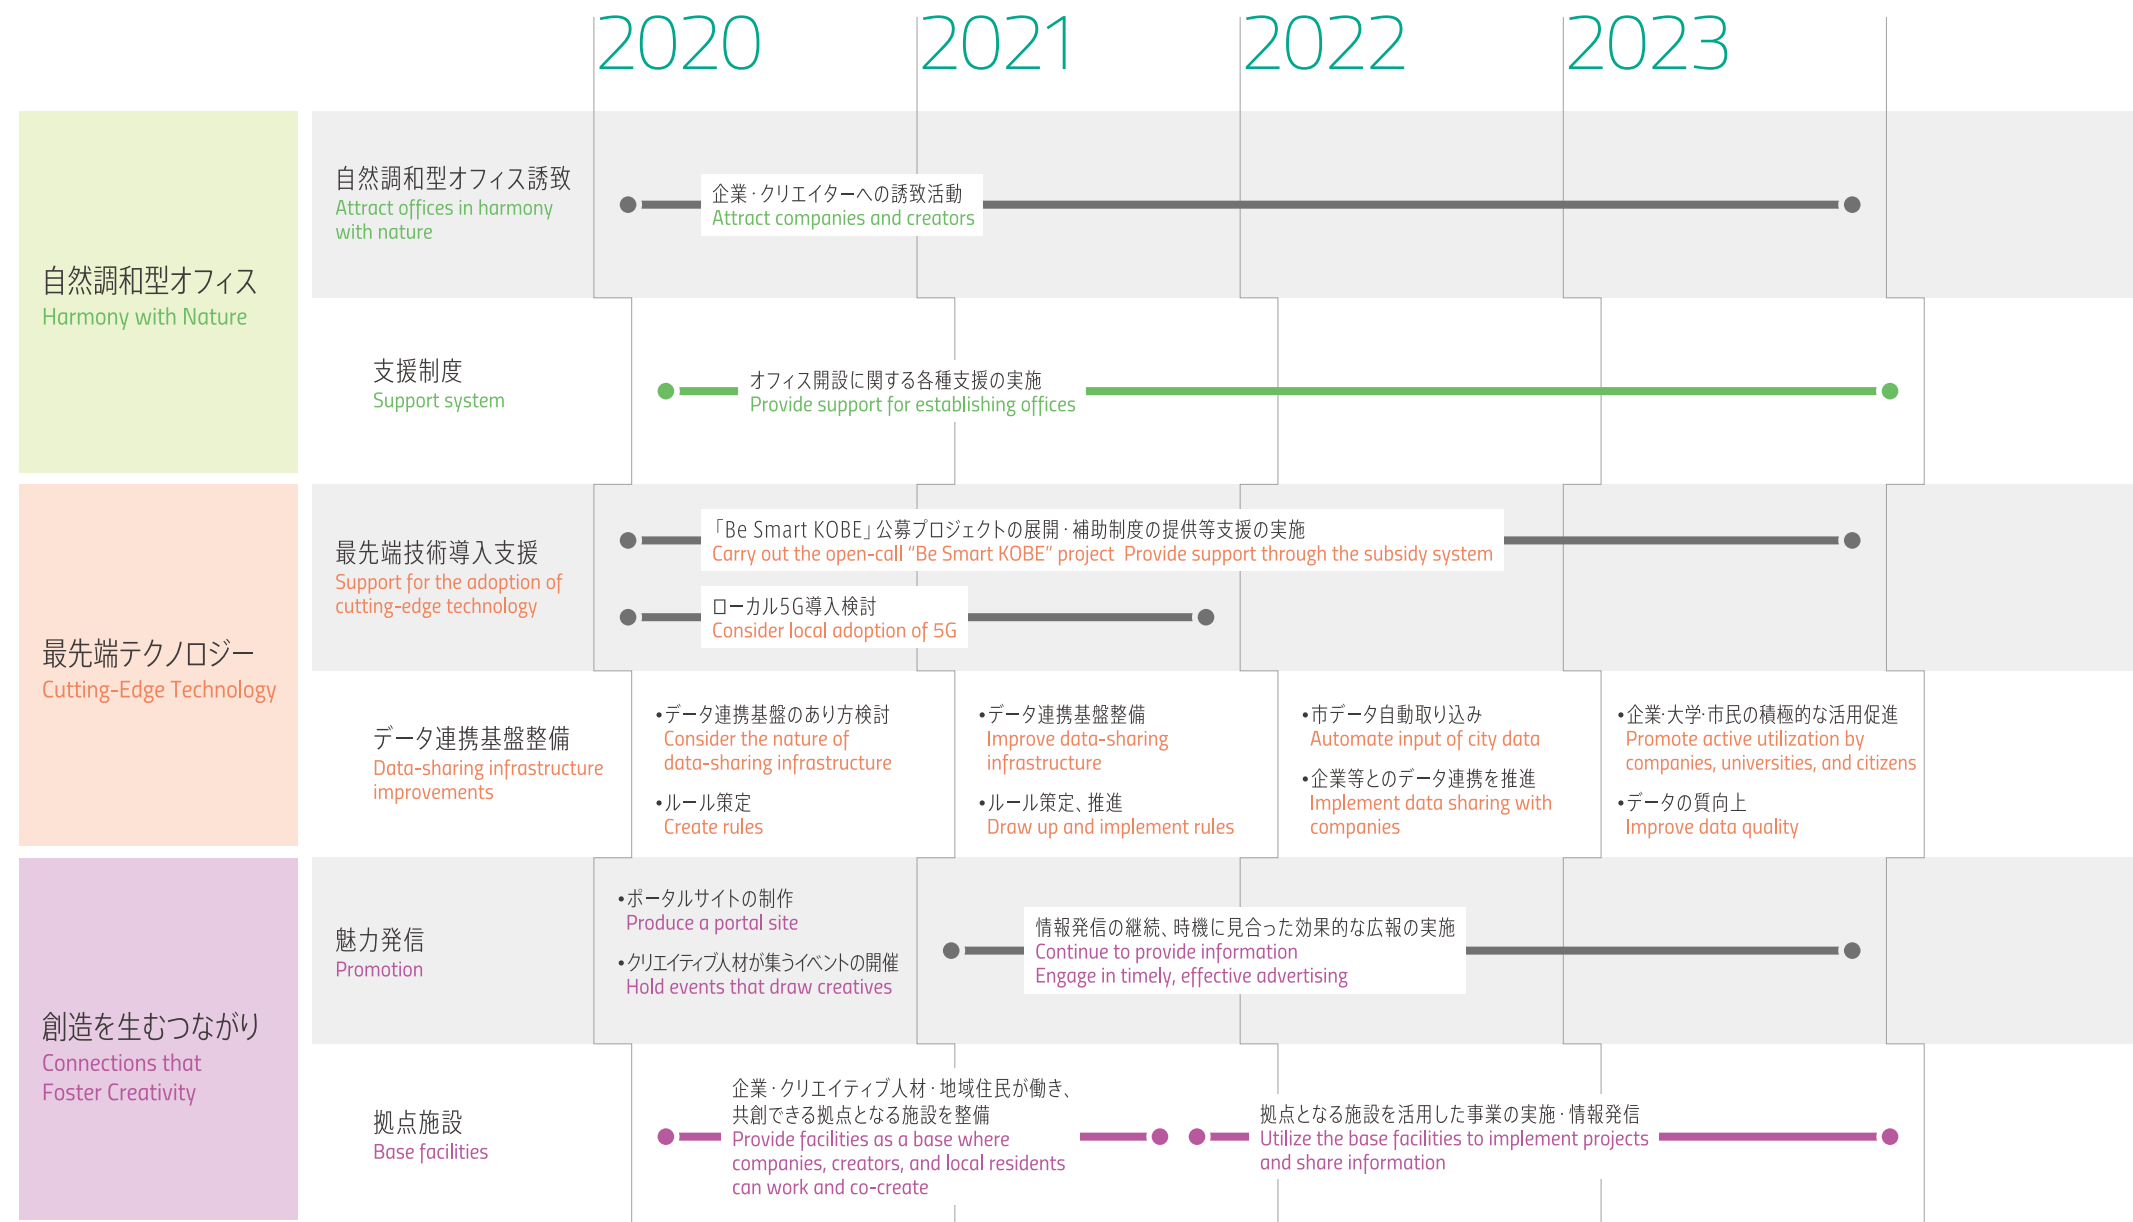 2020
2021
2022
2023
自然調和型オフィス
Harmony with Nature
自然調和型オフィス誘致
Attract offices in harmony
with nature
企業・クリエイターへの誘致活動
Attract companies and creators
支援制度
Support system
オフィス開設に関する各種支援の実施
Provide support for establishing offices
最先端テクノロジー
Cutting-Edge Technology
最先端技術導入支援
Support for the adoption of
cutting-edge technology
「Be Smart KOBE」公募プロジェクトの展開・補助制度の提供等支援の実施
Carry out the open-call "Be Smart KOBE" project Provide support through the subsidy system
ローカル5G導入検討
Consider local adoption of 5G
データ連携基盤整備
Data-sharing infrastructure
improvements
•データ連携基盤のあり方検討
Consider the nature of
data-sharing infrastructure
•ルール策定
Create rules
•データ連携基盤整備
Improve data-sharing
infrastructure
•ルール策定、推進
Draw up and implement rules
•市データ自動取り込み
Automate input of city data
•企業等とのデータ連携を推進
Implement data sharing with
companies
•企業・大学・市民の積極的な活用促進
Promote active utilization by
companies, universities, and citizens
•データの質向上
Improve data quality
創造を生むつながり
Connections that
Foster Creativity
魅力発信
Promotion
•ポータルサイトの制作
Produce a portal site
•クリエイティブ人材が集うイベントの開催
Hold events that draw creatives
情報発信の継続、時機に見合った効果的な広報の実施
Continue to provide information
Engage in timely, effective advertising
拠点施設
Base facilities
企業・クリエイティブ人材・地域住民が働き、
共創できる拠点となる施設を整備
Provide facilities as a base where
companies, creators, and local residents
can work and co-create
拠点となる施設を活用した事業の実施・情報発信
Utilize the base facilities to implement projects
and share information